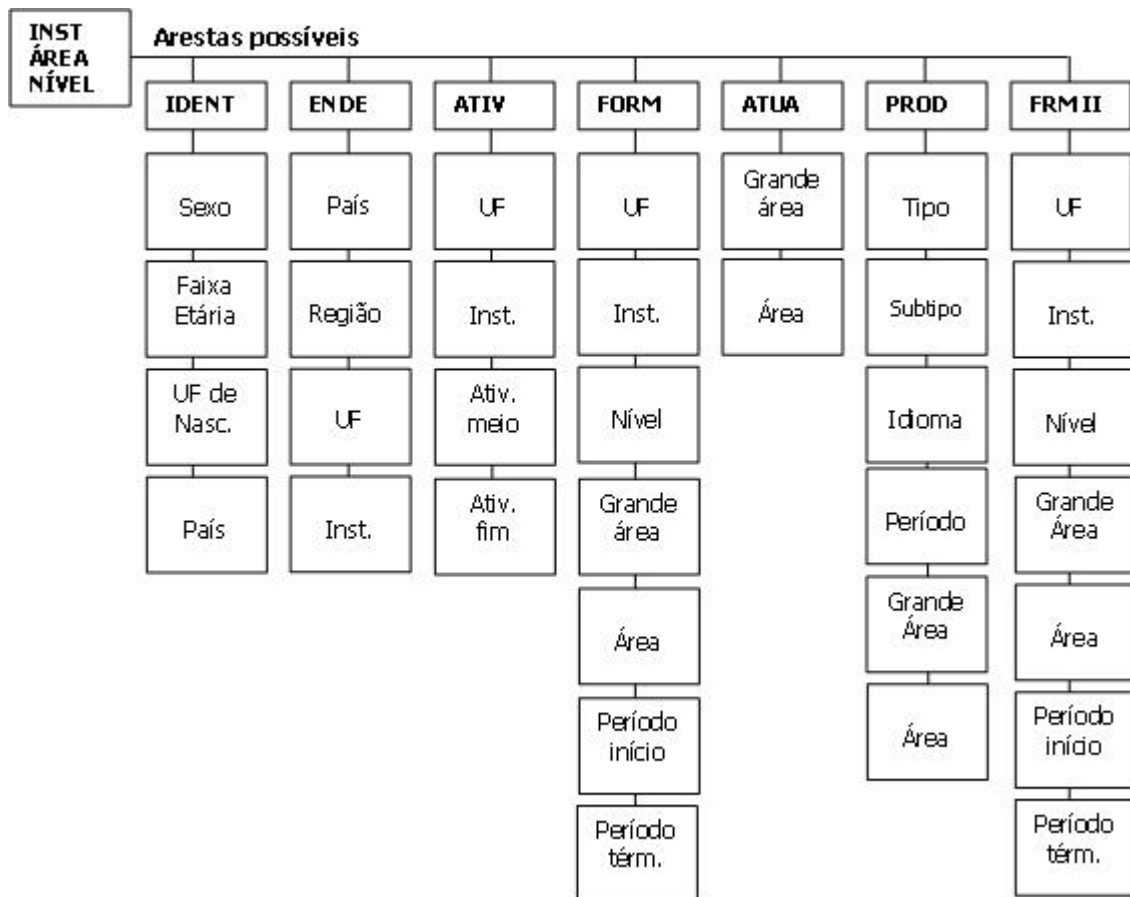 INST
ÁREA
NÍVEL
Arestas possíveis
IDENT
ENDE
ATIV
FORM
ATUA
PROD
FRM II
Sexo
País
UF
UF
Grande
área
Tipo
UF
Faixa
Etária
Região
Inst.
Inst.
Área
Subtipo
Inst.
UF de
Nasc.
UF
Ativ.
meio
Nível
Idioma
Nível
País
Inst.
Ativ.
fim
Grande
área
Período
Grande
Área
Área
Grande
Área
Área
Período
início
Área
Período
início
Período
térm.
Período
térm.